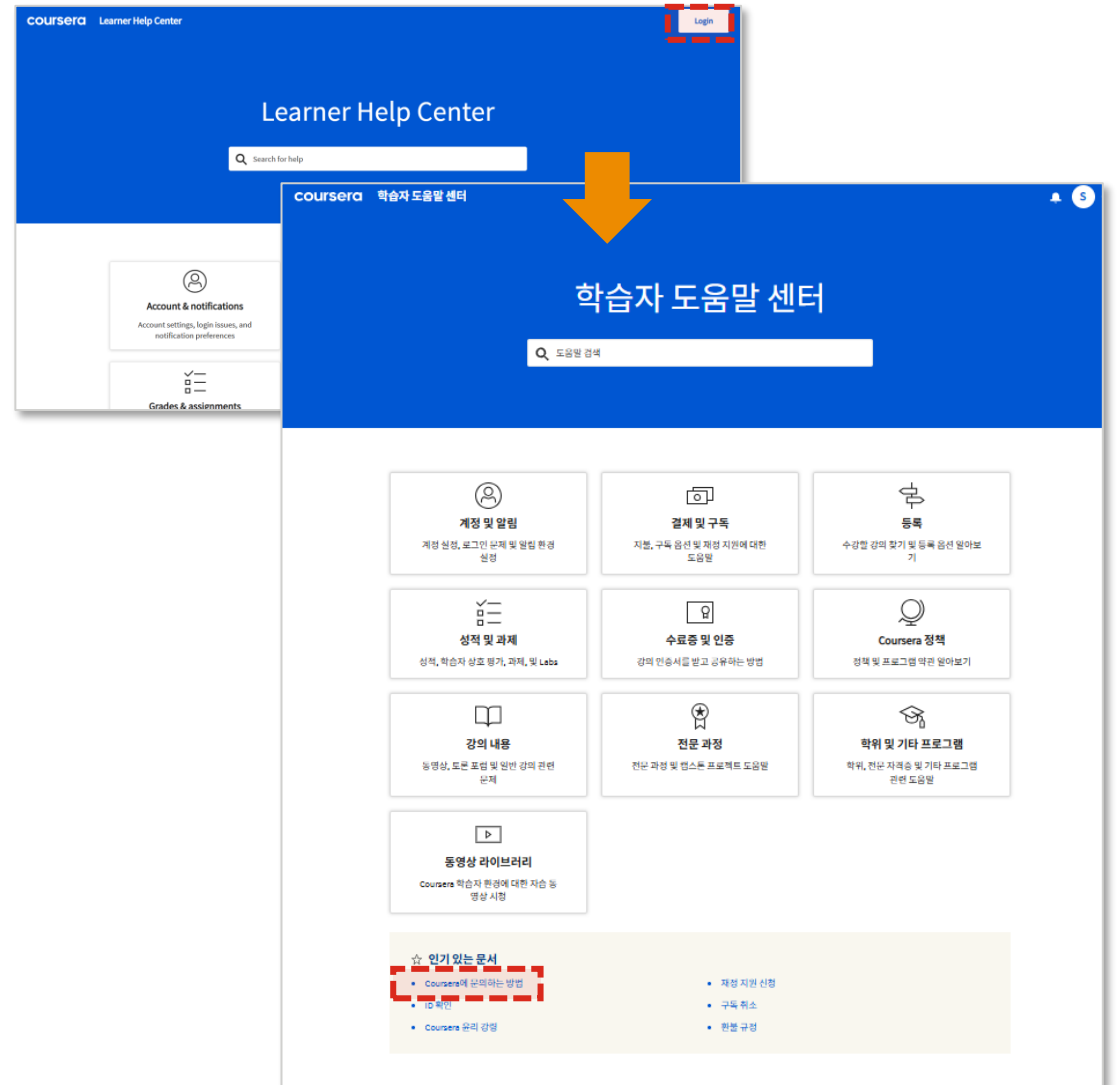 coursera Learner Help Center
Login
Learner Help Center
Search for help
Account & notifications
Account settings, login issues, and
notification preferences
Grades & assignments
coursera 학습자 도움말 센터
S
학습자 도움말 센터
도움말 검색
계정 및 알림
계정 설정, 로그인 문제 및 알림 환경
설정
결제 및 구독
지불, 구독 옵션 및 재정 지원에 대한
도움말
등록
수강할 강의 찾기 및 등록 옵션 알아보
기
성적 및 과제
성적, 학습자 상호 평가, 과제, 및 Labs
수료증 및 인증
강의 인증서를 받고 공유하는 방법
Coursera 정책
정책 및 프로그램 약관 알아보기
강의 내용
동영상, 토론 포럼 및 일반 강의 관련
문제
전문 과정
전문 과정 및 캡스톤 프로젝트 도움말
학위 및 기타 프로그램
학위, 전문 자격증 및 기타 프로그램
관련 도움말
동영상 라이브러리
Coursera 학습자 환경에 대한 자습 동
영상 시청
인기 있는 문서
Coursera에 문의하는 방법
ID 확인
Coursera 윤리 강령
재정 지원 신청
구독 취소
환불 규정